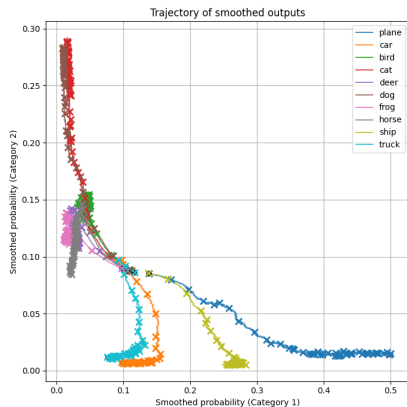 Trajectory of smoothed outputs
plane
car
bird
cat
deer
dog
frog
horse
ship
truck
0.30
0.25
0.20
0.15
0.10
0.05
0.00
Smoothed probability (Category 2)
0.0
0.1
0.2
0.3
0.4
0.5
Smoothed probability (Category 1)